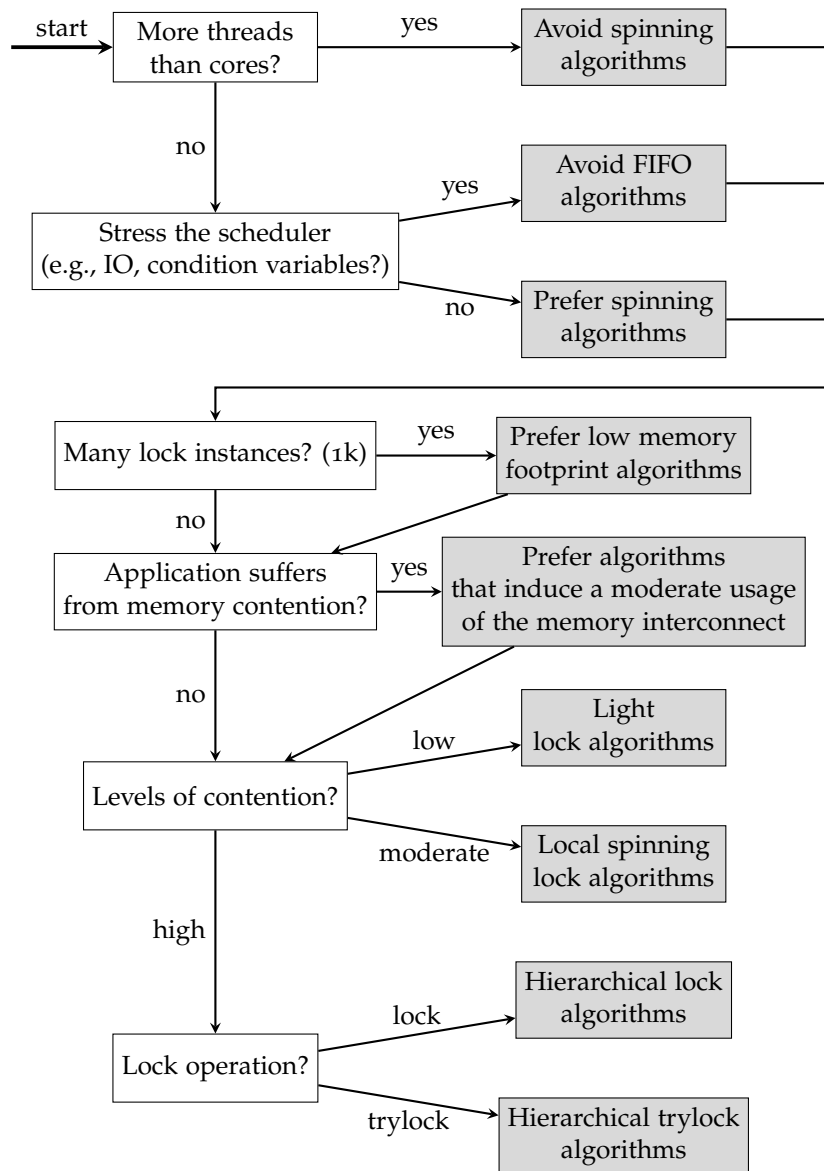 start
More threads
than cores?
yes
Avoid spinning
algorithms
no
Avoid FIFO
algorithms
yes
Stress the scheduler
(e.g., IO, condition variables?)
no
Prefer spinning
algorithms
Many lock instances? (1k)
yes
Prefer low memory
footprint algorithms
no
Application suffers
from memory contention?
yes
Prefer algorithms
that induce a moderate usage
of the memory interconnect
no
Light
lock algorithms
low
Levels of contention?
moderate
Local spinning
lock algorithms
high
Hierarchical lock
algorithms
lock
Lock operation?
trylock
Hierarchical trylock
algorithms